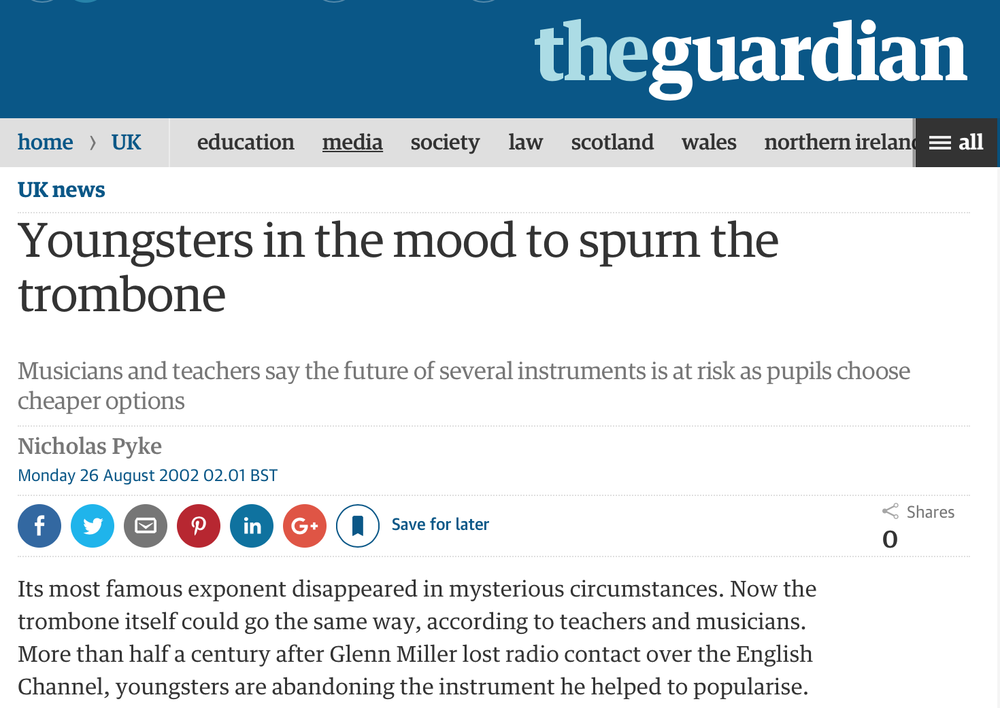 theguardian
home › UK education media society law scotland wales northern ireland all
UK news
Youngsters in the mood to spurn the
trombone
Musicians and teachers say the future of several instruments is at risk as pupils choose
cheaper options
Nicholas Pyke
Monday 26 August 2002 02.01 BST
f in G+ Save for later
Shares
0
Its most famous exponent disappeared in mysterious circumstances. Now the
trombone itself could go the same way, according to teachers and musicians.
More than half a century after Glenn Miller lost radio contact over the English
Channel, youngsters are abandoning the instrument he helped to popularise.